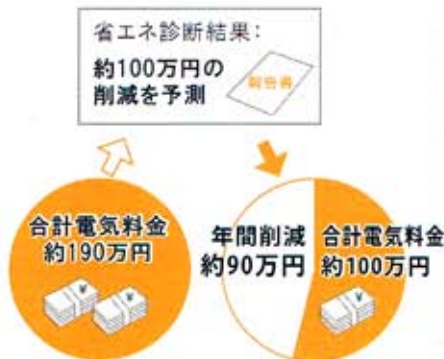 省エネ診断結果：
約100万円の
削減を予測
報告書
合計電気料金
約190万円
¥
¥
年間削減
約90万円
合計電気料金
約100万円
¥